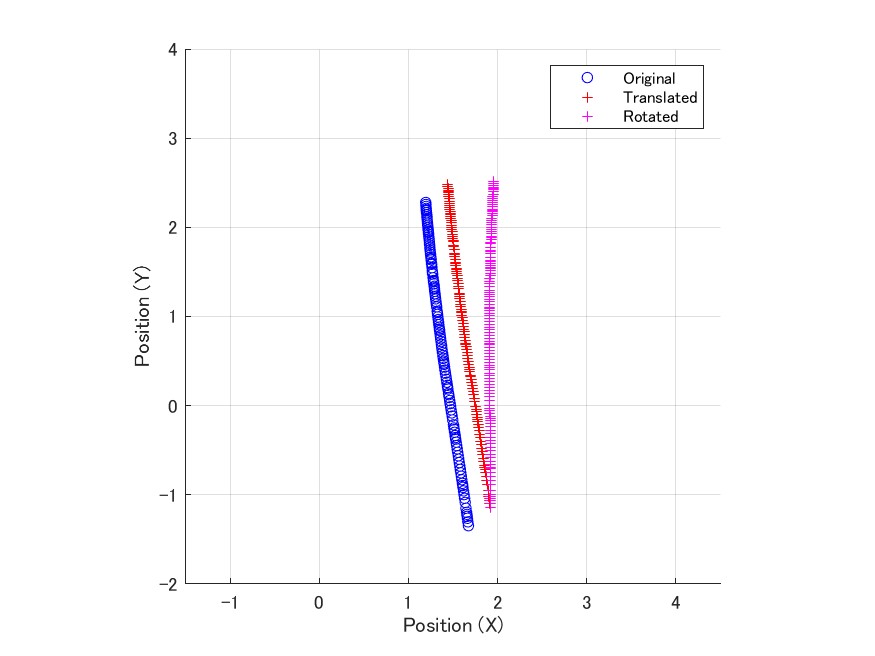 4
3
2
1
0
−1
−2
−1
0
1
2
3
4
Position (Y)
Position (X)
Original
Translated
Rotated